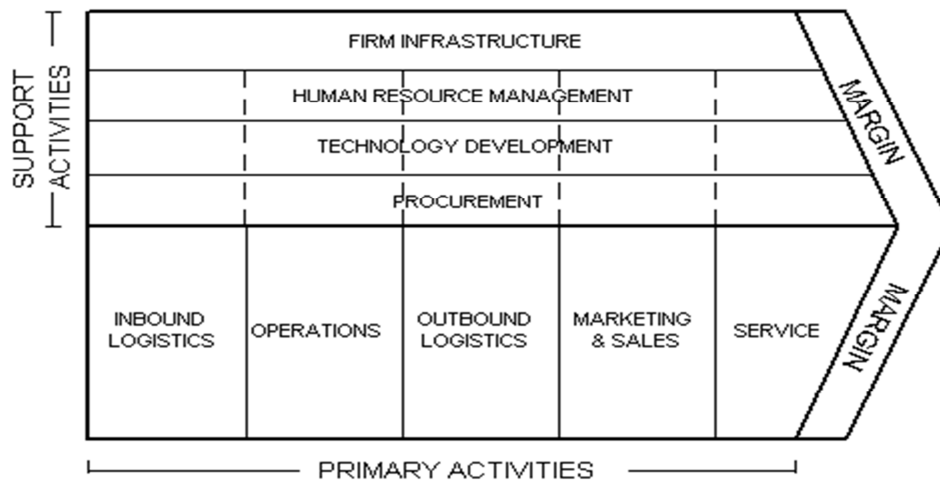 SUPPORT
ACTIVITIES
FIRM INFRASTRUCTURE
HUMAN RESOURCE MANAGEMENT
TECHNOLOGY DEVELOPMENT
PROCUREMENT
MARGIN
INBOUND
LOGISTICS
OPERATIONS
OUTBOUND
LOGISTICS
MARKETING
& SALES
SERVICE
MARGIN
PRIMARY ACTIVITIES